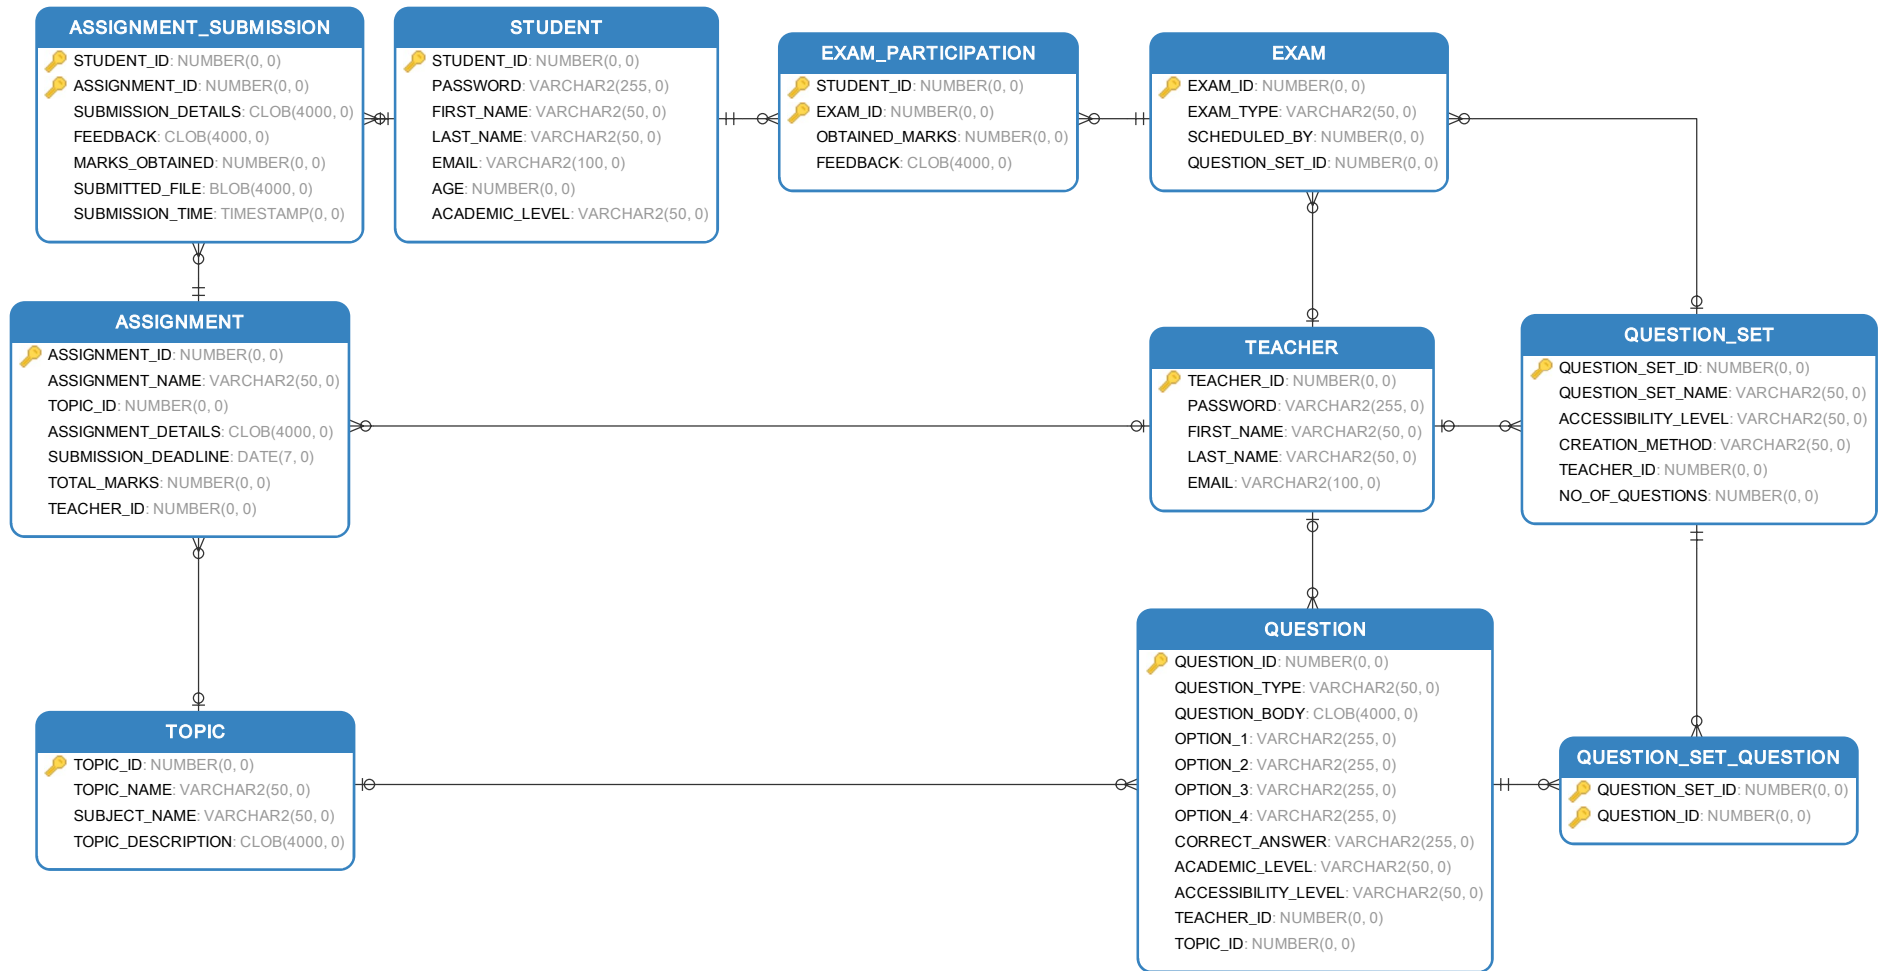 ASSIGNMENT_SUBMISSION
STUDENT_ID: NUMBER(0, 0)
ASSIGNMENT_ID: NUMBER(0, 0)
SUBMISSION_DETAILS: CLOB(4000, 0)
FEEDBACK: CLOB(4000, 0)
MARKS_OBTAINED: NUMBER(0, 0)
SUBMITTED_FILE: BLOB(4000, 0)
SUBMISSION_TIME: TIMESTAMP(0, 0)
STUDENT
STUDENT_ID: NUMBER(0, 0)
PASSWORD: VARCHAR2(255, 0)
FIRST_NAME: VARCHAR2(50, 0)
LAST_NAME: VARCHAR2(50, 0)
EMAIL: VARCHAR2(100, 0)
AGE: NUMBER(0, 0)
ACADEMIC_LEVEL: VARCHAR2(50, 0)
EXAM_PARTICIPATION
STUDENT_ID: NUMBER(0, 0)
EXAM_ID: NUMBER(0, 0)
OBTAINED_MARKS: NUMBER(0, 0)
FEEDBACK: CLOB(4000, 0)
EXAM
EXAM_ID: NUMBER(0, 0)
EXAM_TYPE: VARCHAR2(50, 0)
SCHEDULED_BY: NUMBER(0, 0)
QUESTION_SET_ID: NUMBER(0, 0)
ASSIGNMENT
ASSIGNMENT_ID: NUMBER(0, 0)
ASSIGNMENT_NAME: VARCHAR2(50, 0)
TOPIC_ID: NUMBER(0, 0)
ASSIGNMENT_DETAILS: CLOB(4000, 0)
SUBMISSION_DEADLINE: DATE(7, 0)
TOTAL_MARKS: NUMBER(0, 0)
TEACHER_ID: NUMBER(0, 0)
TEACHER
TEACHER_ID: NUMBER(0, 0)
PASSWORD: VARCHAR2(255, 0)
FIRST_NAME: VARCHAR2(50, 0)
LAST_NAME: VARCHAR2(50, 0)
EMAIL: VARCHAR2(100, 0)
QUESTION_SET
QUESTION_SET_ID: NUMBER(0, 0)
QUESTION_SET_NAME: VARCHAR2(50, 0)
ACCESSIBILITY_LEVEL: VARCHAR2(50, 0)
CREATION_METHOD: VARCHAR2(50, 0)
TEACHER_ID: NUMBER(0, 0)
NO_OF_QUESTIONS: NUMBER(0, 0)
TOPIC
TOPIC_ID: NUMBER(0, 0)
TOPIC_NAME: VARCHAR2(50, 0)
SUBJECT_NAME: VARCHAR2(50, 0)
TOPIC_DESCRIPTION: CLOB(4000, 0)
QUESTION
QUESTION_ID: NUMBER(0, 0)
QUESTION_TYPE: VARCHAR2(50, 0)
QUESTION_BODY: CLOB(4000, 0)
OPTION_1: VARCHAR2(255, 0)
OPTION_2: VARCHAR2(255, 0)
OPTION_3: VARCHAR2(255, 0)
OPTION_4: VARCHAR2(255, 0)
CORRECT_ANSWER: VARCHAR2(255, 0)
ACADEMIC_LEVEL: VARCHAR2(50, 0)
ACCESSIBILITY_LEVEL: VARCHAR2(50, 0)
TEACHER_ID: NUMBER(0, 0)
TOPIC_ID: NUMBER(0, 0)
QUESTION_SET_QUESTION
QUESTION_SET_ID: NUMBER(0, 0)
QUESTION_ID: NUMBER(0, 0)